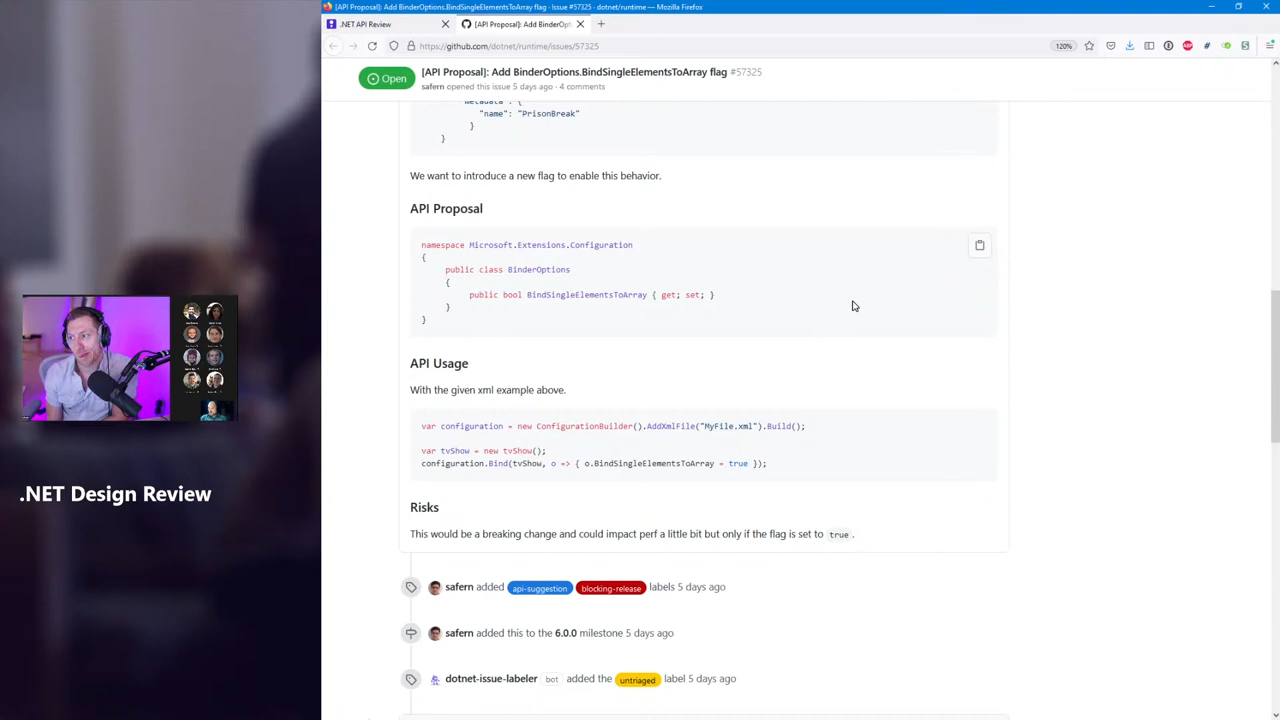 [API Proposal]: Add BinderOptions.BindSingleElementsToArray flag · Issue #57325 · dotnet/runtime — Mozilla Firefox
.NET API Review
[API Proposal]: Add BinderOpt
https://github.com/dotnet/runtime/issues/57325
120%
Open
[API Proposal]: Add BinderOptions.BindSingleElementsToArray flag #57325
safern opened this issue 5 days ago · 4 comments
"metadata": {
"name": "PrisonBreak"
}
}
We want to introduce a new flag to enable this behavior.
API Proposal
namespace Microsoft.Extensions.Configuration
{
public class BinderOptions
{
public bool BindSingleElementsToArray { get; set; }
}
}
API Usage
With the given xml example above.
var configuration = new ConfigurationBuilder().AddXmlFile("MyFile.xml").Build();
var tvShow = new tvShow();
configuration.Bind(tvShow, o => { o.BindSingleElementsToArray = true });
Risks
This would be a breaking change and could impact perf a little bit but only if the flag is set to true.
safern added api-suggestion blocking-release labels 5 days ago
safern added this to the 6.0.0 milestone 5 days ago
dotnet-issue-labeler bot added the untriaged label 5 days ago
.NET Design Review